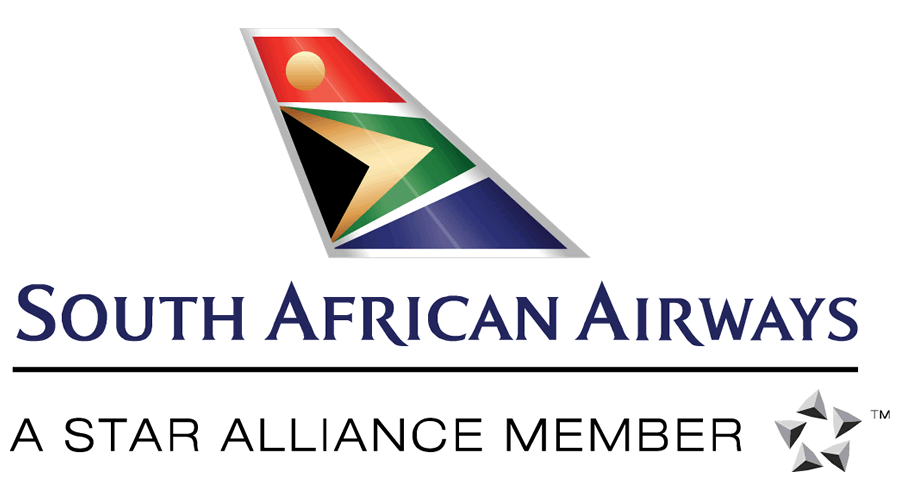 SOUTH AFRICAN AIRWAYS
A STAR ALLIANCE MEMBER ™